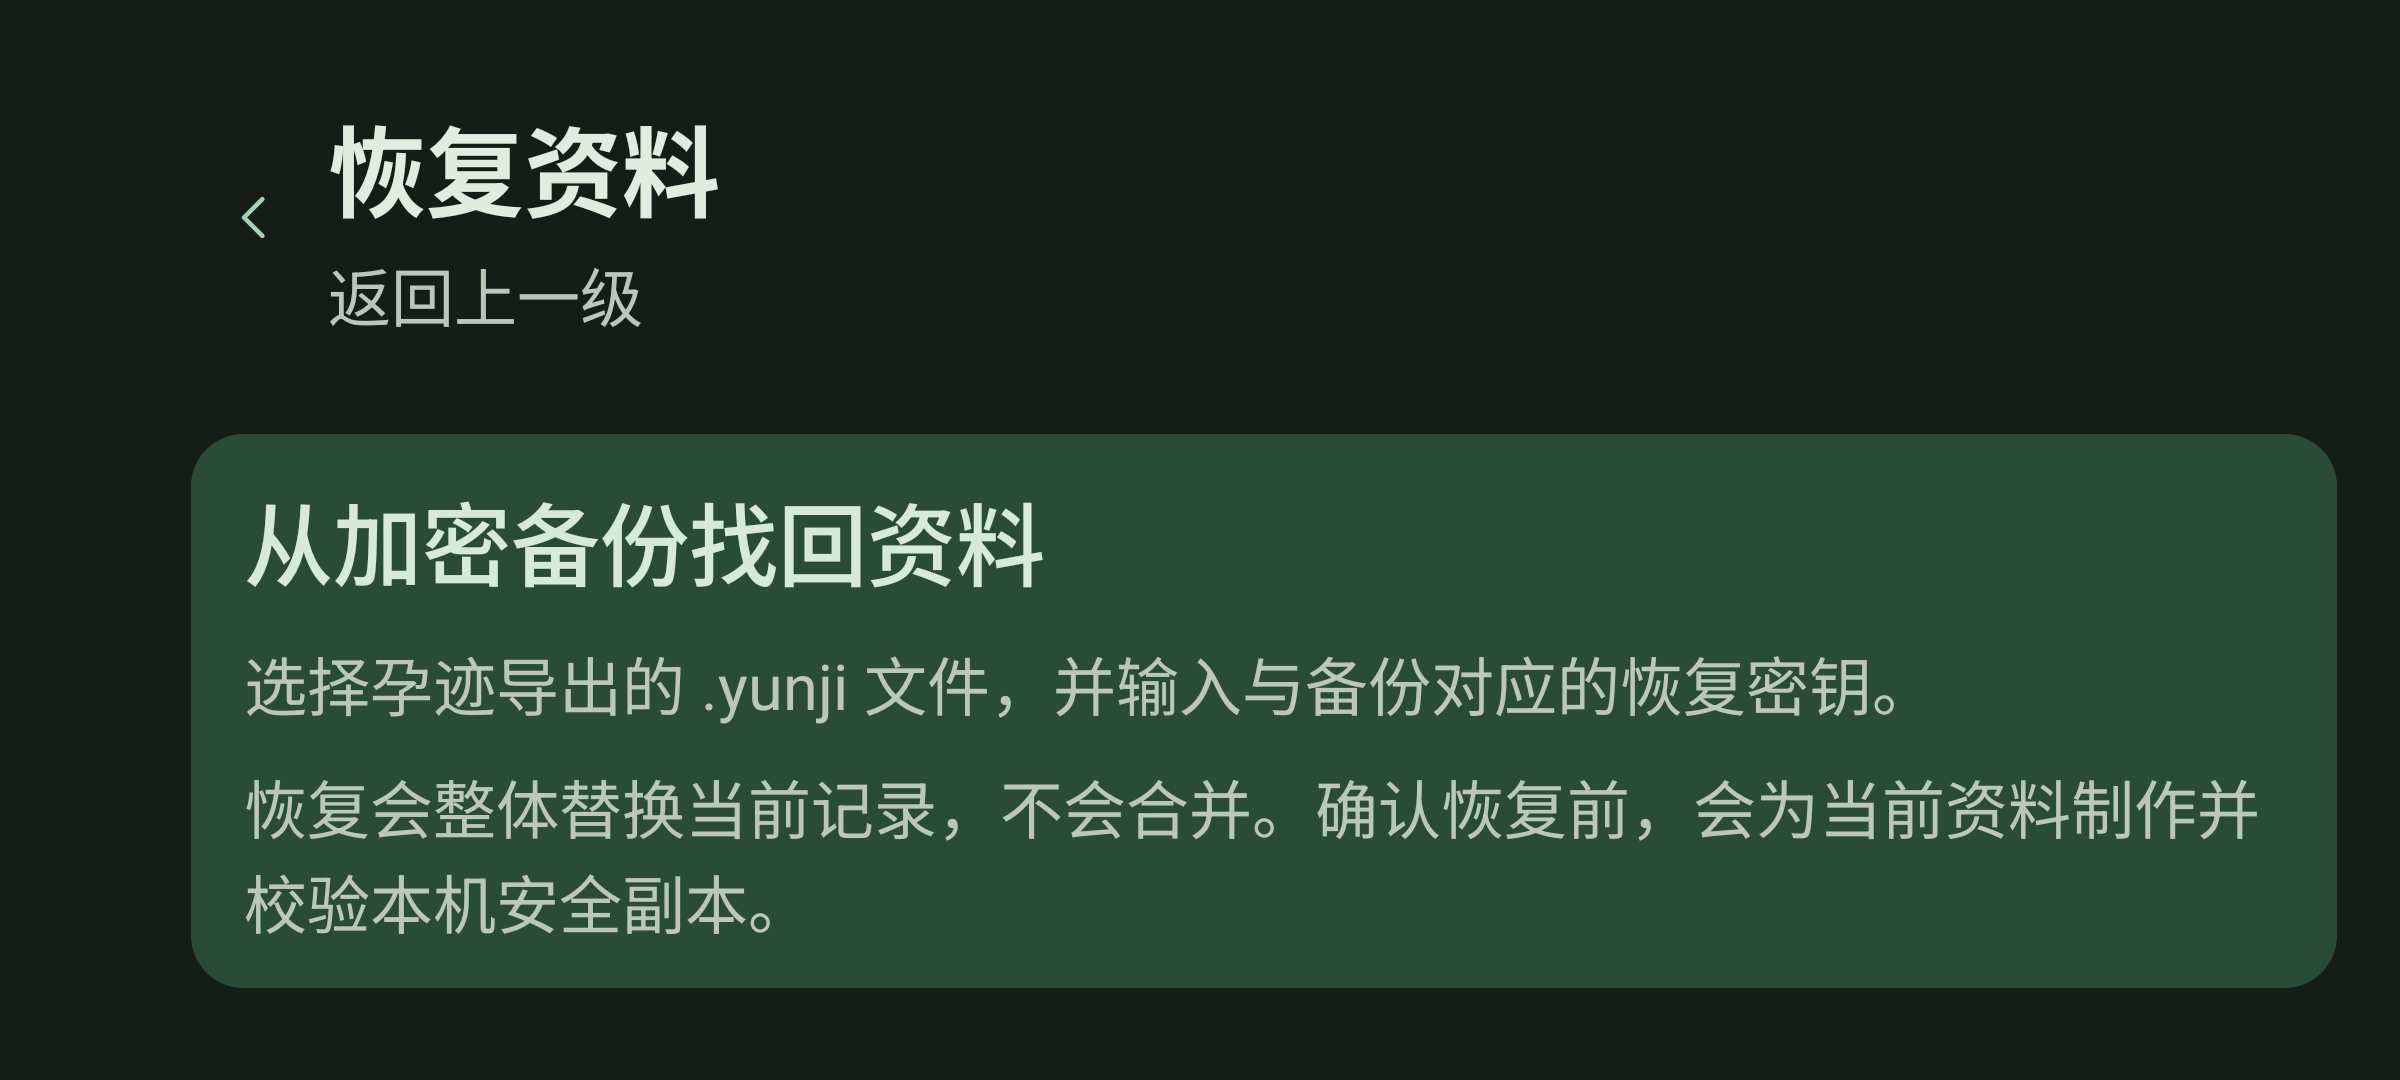 恢复资料
返回上一级
从加密备份找回资料
选择孕迹导出的 .yunji 文件，并输入与备份对应的恢复密钥。
恢复会整体替换当前记录，不会合并。确认恢复前，会为当前资料制作并
校验本机安全副本。